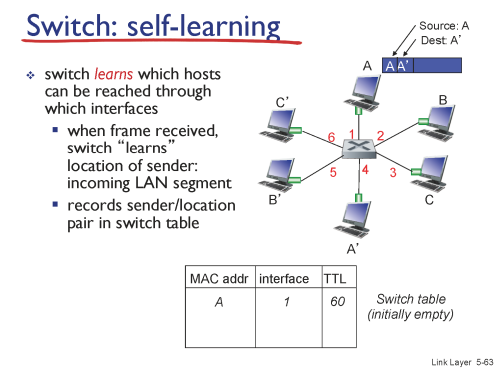 Switch: self-learning
Source: A
Dest: A’
A
A A’
❖ switch learns which hosts
can be reached through
which interfaces
▪ when frame received,
switch “learns”
location of sender:
incoming LAN segment
▪ records sender/location
pair in switch table
C’
B
6 1 2
5 4 3
B’
C
A’
MAC addr interface TTL
A 1 60
Switch table
(initially empty)
Link Layer 5-63